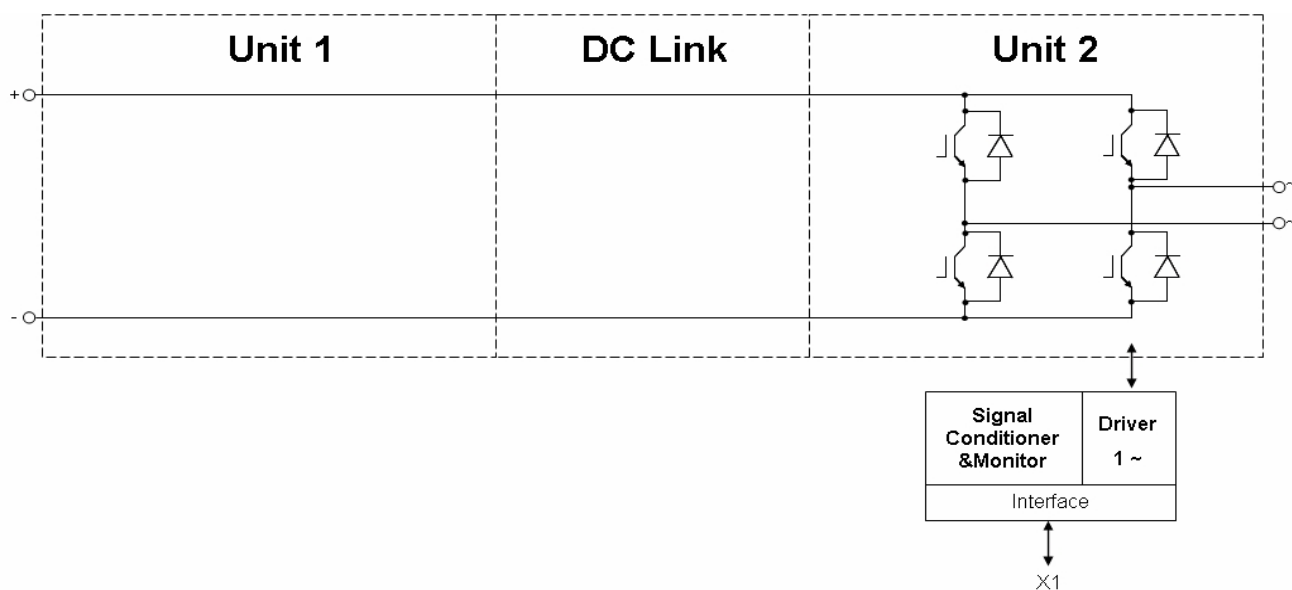 Unit 1
DC Link
Unit 2
+
~
~
-
Signal
Conditioner
&Monitor
Driver
1 ~
Interface
X1